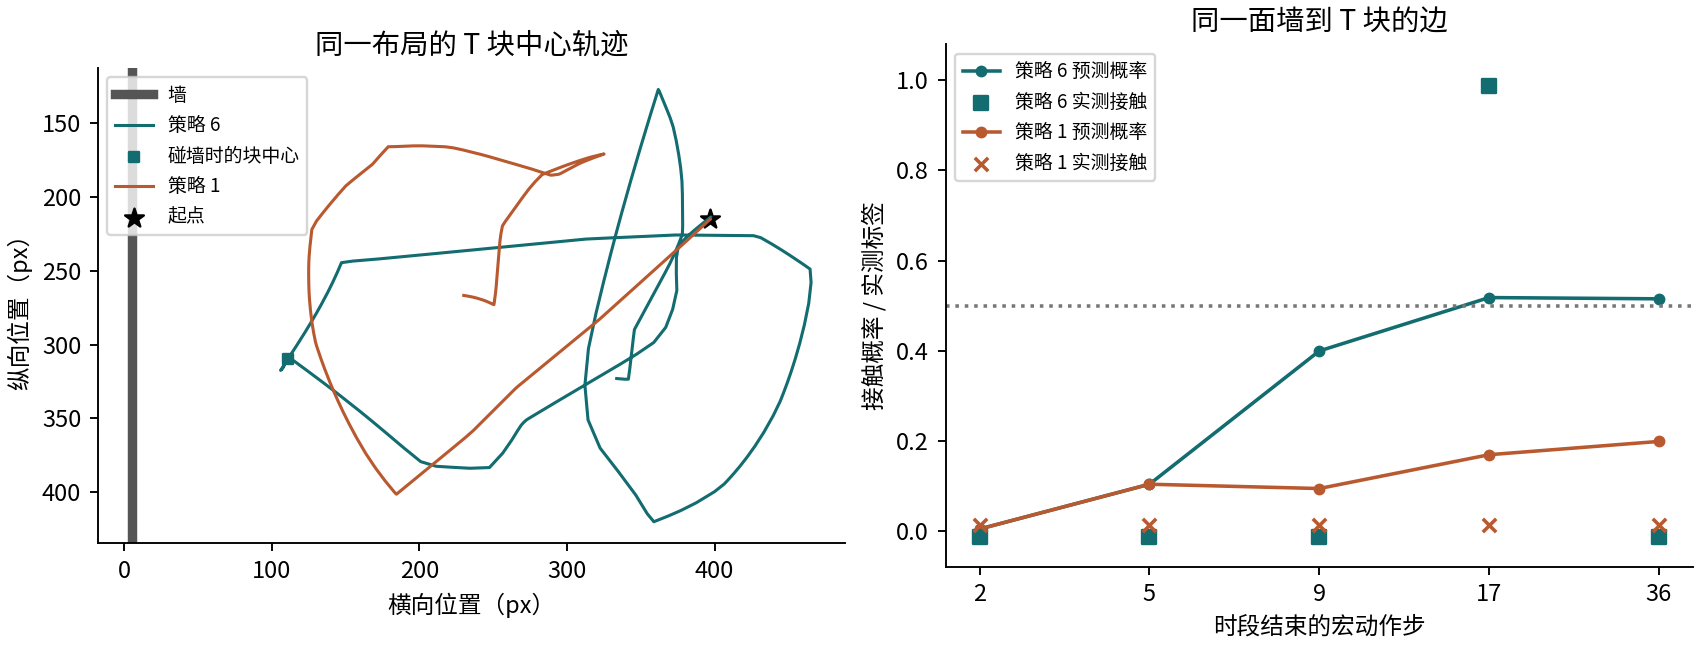 同一布局的 T 块中心轨迹
墙
策略 6
碰墙时的块中心
策略 1
起点
150
200
250
300
350
400
纵向位置（px）
0
100
200
300
400
横向位置（px）
同一面墙到 T 块的边
策略 6 预测概率
策略 6 实测接触
策略 1 预测概率
策略 1 实测接触
1.0
0.8
0.6
0.4
0.2
0.0
接触概率 / 实测标签
2
5
9
17
36
时段结束的宏动作步